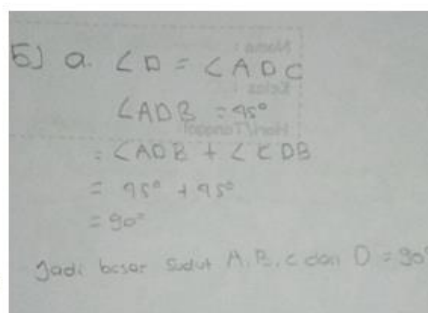 5) a. ∠D = ∠ADC
∠ADB = 45°
= ∠ADB + ∠CDB
= 45° + 45°
= 90°
Jadi besar sudut A, B, C dan D = 90°